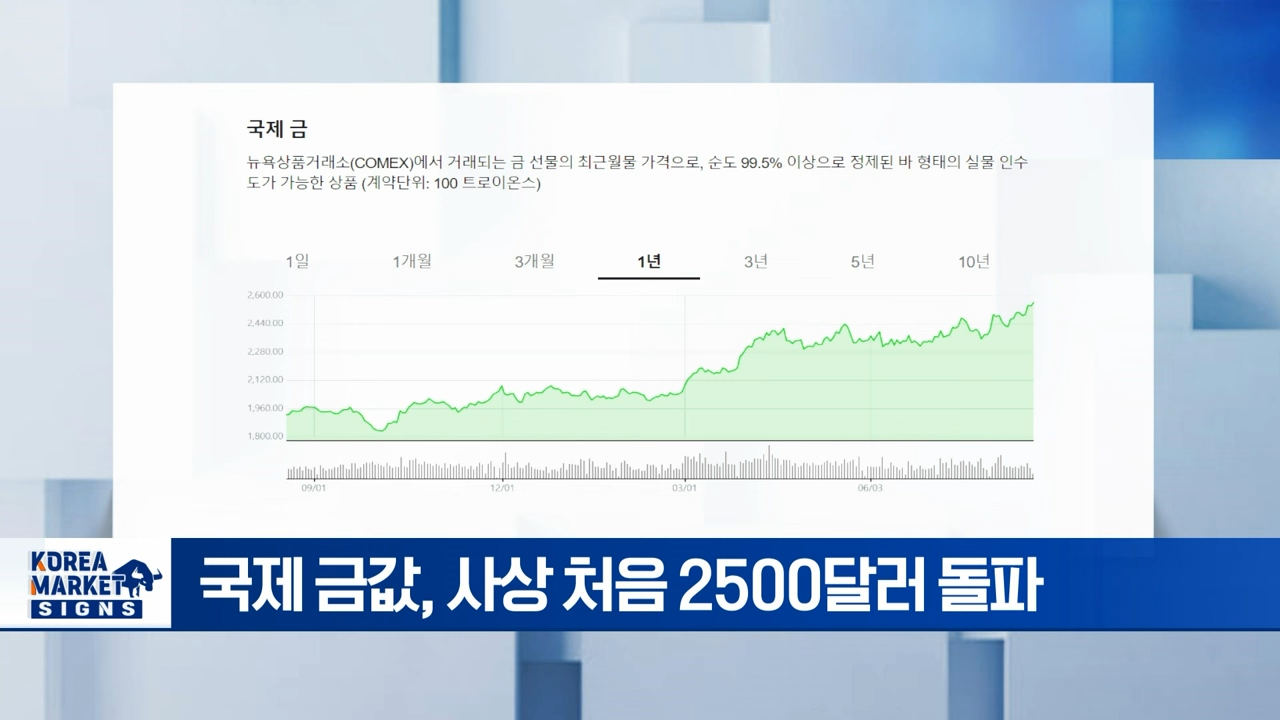 국제 금
뉴욕상품거래소(COMEX)에서 거래되는 금 선물의 최근월물 가격으로, 순도 99.5% 이상으로 정제된 바 형태의 실물 인수
도가 가능한 상품 (계약단위: 100 트로이온스)
1일 1개월 3개월 1년 3년 5년 10년
2,600.00
2,440.00
2,280.00
2,120.00
1,960.00
1,800.00
09/01 12/01 03/01 06/03
KOREA
MARKET
SIGNS
국제 금값, 사상 처음 2500달러 돌파